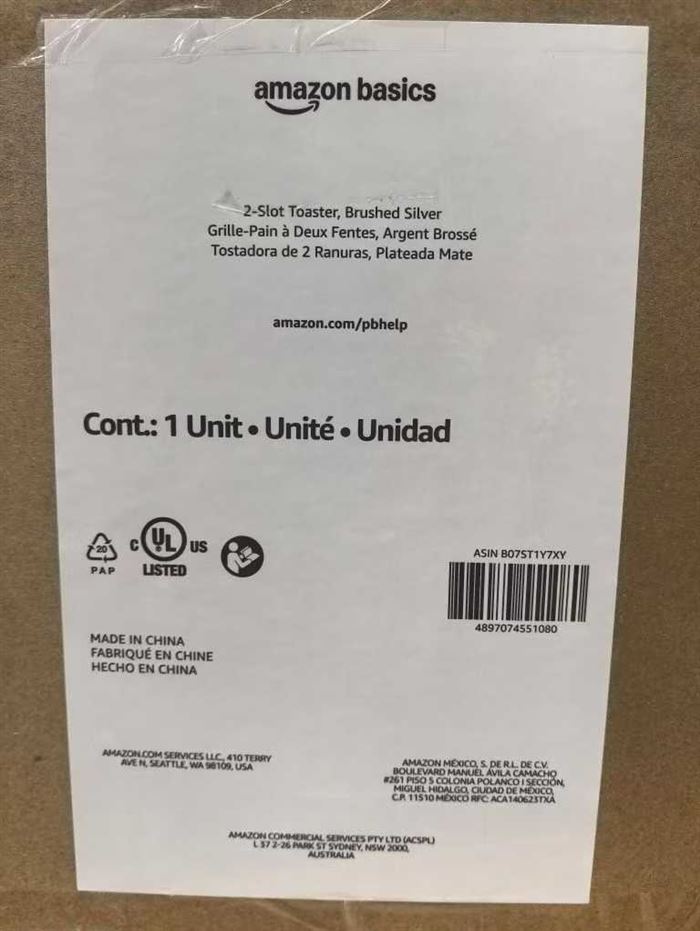 amazon basics
2-Slot Toaster, Brushed Silver
Grille-Pain à Deux Fentes, Argent Brossé
Tostadora de 2 Ranuras, Plateada Mate
amazon.com/pbhelp
Cont.: 1 Unit • Unité • Unidad
20
PAP
C UL US
LISTED
ASIN B07ST1Y7XY
4897074551080
MADE IN CHINA
FABRIQUÉ EN CHINE
HECHO EN CHINA
AMAZON.COM SERVICES LLC, 410 TERRY
AVE N, SEATTLE, WA 98109, USA
AMAZON MÉXICO, S. DE R.L. DE C.V.
BOULEVARD MANUEL ÁVILA CAMACHO
#261 PISO 5 COLONIA POLANCO I SECCIÓN,
MIGUEL HIDALGO, CIUDAD DE MÉXICO,
C.P. 11510 MÉXICO RFC: ACA140623TXA
AMAZON COMMERCIAL SERVICES PTY LTD (ACSPL)
L 37 2-26 PARK ST SYDNEY, NSW 2000,
AUSTRALIA